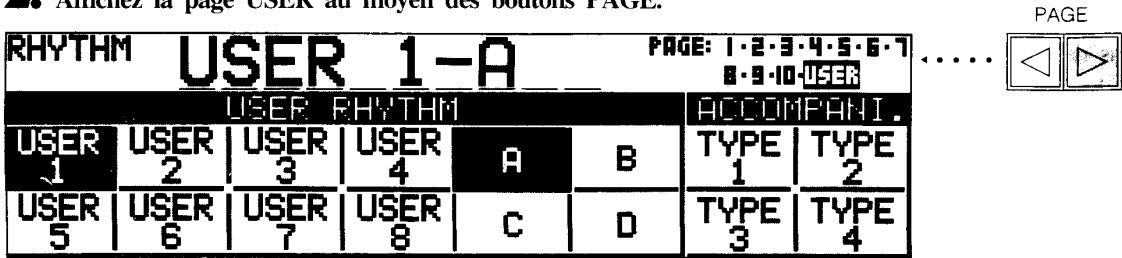 Affichez la page USER au moyen des boutons PAGE.
PAGE
RHYTHM USER 1-A PAGE: 1·2·3·4·5·6·7
8·9·10·USER
USER RHYTHM ACCOMPANI.
USER 1 USER 2 USER 3 USER 4 A B TYPE 1 TYPE 2
USER 5 USER 6 USER 7 USER 8 C D TYPE 3 TYPE 4